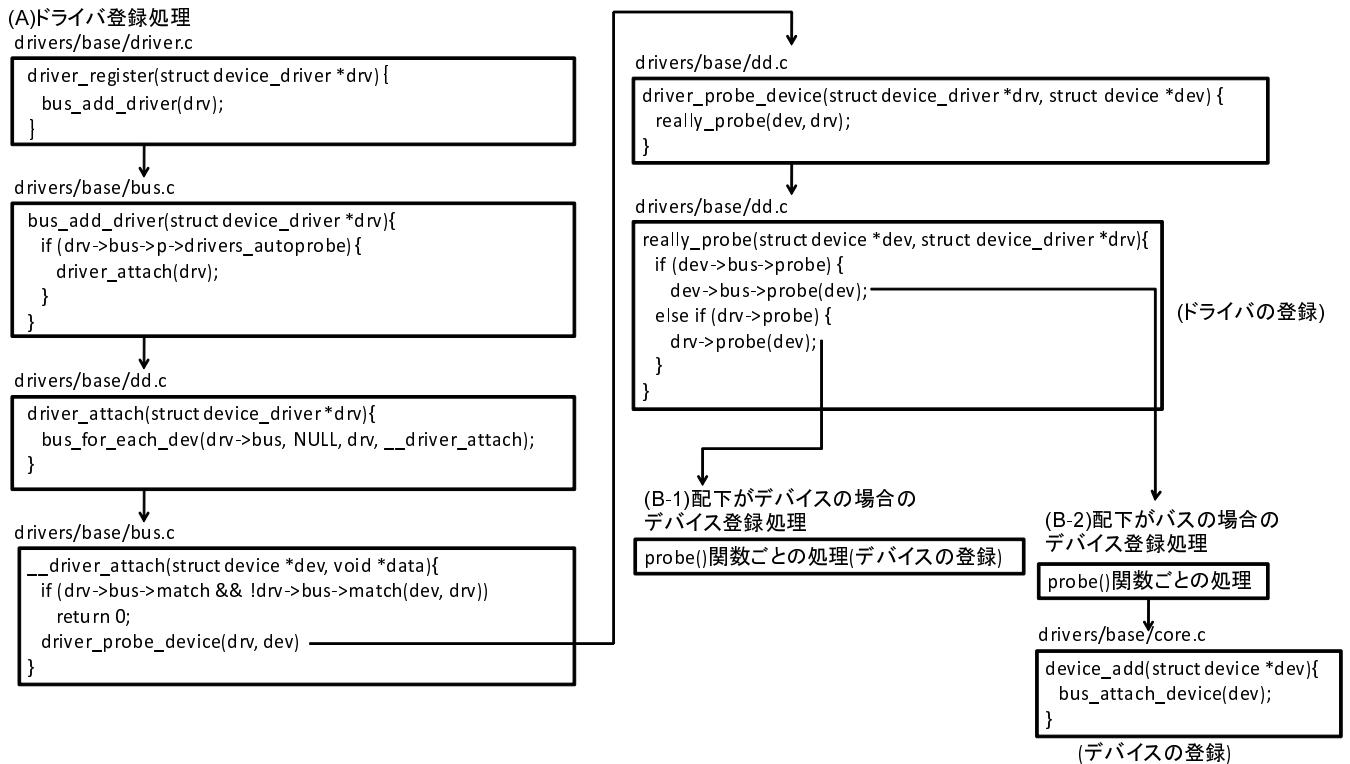 (A)ドライバ登録処理
drivers/base/driver.c
driver_register(struct device_driver *drv) {
bus_add_driver(drv);
}
drivers/base/bus.c
bus_add_driver(struct device_driver *drv){
if (drv->bus->p->drivers_autoprobe) {
driver_attach(drv);
}
}
drivers/base/dd.c
driver_attach(struct device_driver *drv){
bus_for_each_dev(drv->bus, NULL, drv, __driver_attach);
}
drivers/base/bus.c
__driver_attach(struct device *dev, void *data){
if (drv->bus->match && !drv->bus->match(dev, drv))
return 0;
driver_probe_device(drv, dev)
}
drivers/base/dd.c
driver_probe_device(struct device_driver *drv, struct device *dev) {
really_probe(dev, drv);
}
drivers/base/dd.c
really_probe(struct device *dev, struct device_driver *drv){
if (dev->bus->probe) {
dev->bus->probe(dev);
else if (drv->probe) {
drv->probe(dev);
}
}
(ドライバの登録)
(B-1)配下がデバイスの場合の
デバイス登録処理
probe()関数ごとの処理(デバイスの登録)
(B-2)配下がバスの場合の
デバイス登録処理
probe()関数ごとの処理
drivers/base/core.c
device_add(struct device *dev){
bus_attach_device(dev);
}
(デバイスの登録)